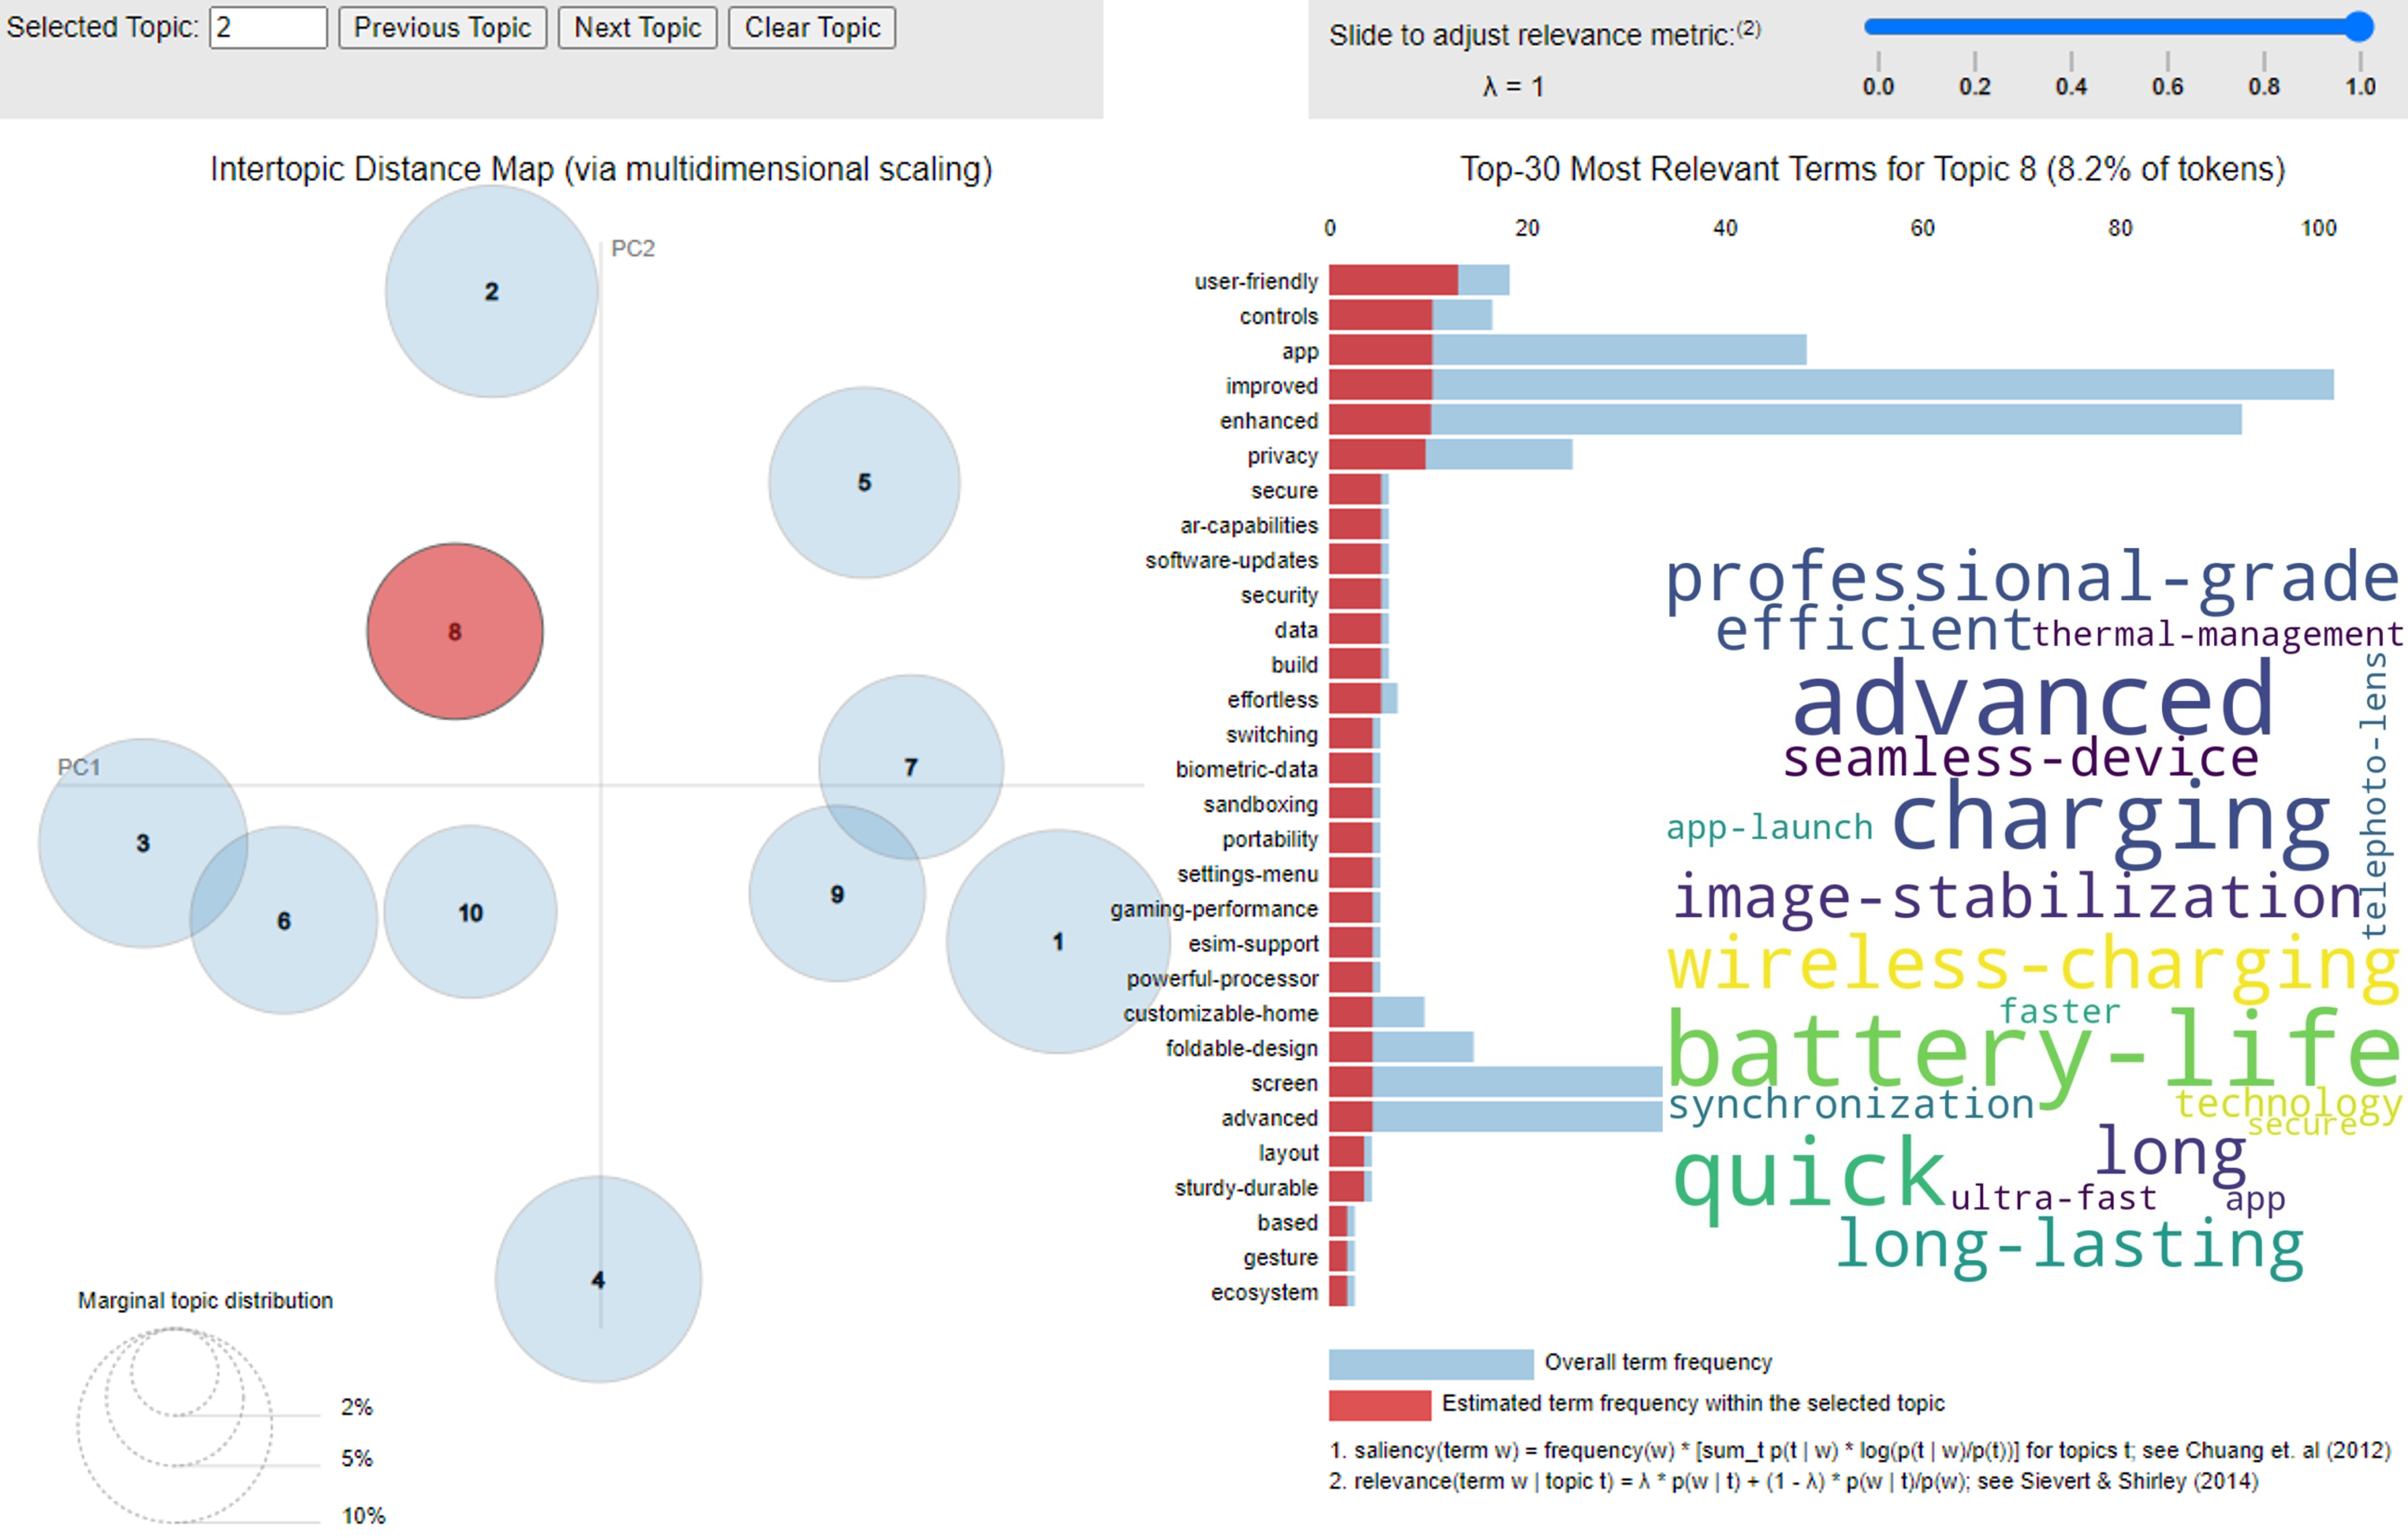 Selected Topic: 2 Previous Topic Next Topic Clear Topic
Slide to adjust relevance metric:(2)
λ = 1
0.0 0.2 0.4 0.6 0.8 1.0
Intertopic Distance Map (via multidimensional scaling)
PC2
PC1
2
5
8
7
3
6
10
9
1
4
Marginal topic distribution
2%
5%
10%
Top-30 Most Relevant Terms for Topic 8 (8.2% of tokens)
0 20 40 60 80 100
user-friendly
controls
app
improved
enhanced
privacy
secure
ar-capabilities
software-updates
security
data
build
effortless
switching
biometric-data
sandboxing
portability
settings-menu
gaming-performance
esim-support
powerful-processor
customizable-home
foldable-design
screen
advanced
layout
sturdy-durable
based
gesture
ecosystem
professional-grade
efficient thermal-management
advanced
telephoto-lens
seamless-device
app-launch charging
image-stabilization
wireless-charging
faster
battery-life
synchronization technology
secure
quick long
ultra-fast app
long-lasting
Overall term frequency
Estimated term frequency within the selected topic
1. saliency(term w) = frequency(w) * [sum_t p(t | w) * log(p(t | w)/p(t))] for topics t; see Chuang et. al (2012)
2. relevance(term w | topic t) = λ * p(w | t) + (1 - λ) * p(w | t)/p(w); see Sievert & Shirley (2014)